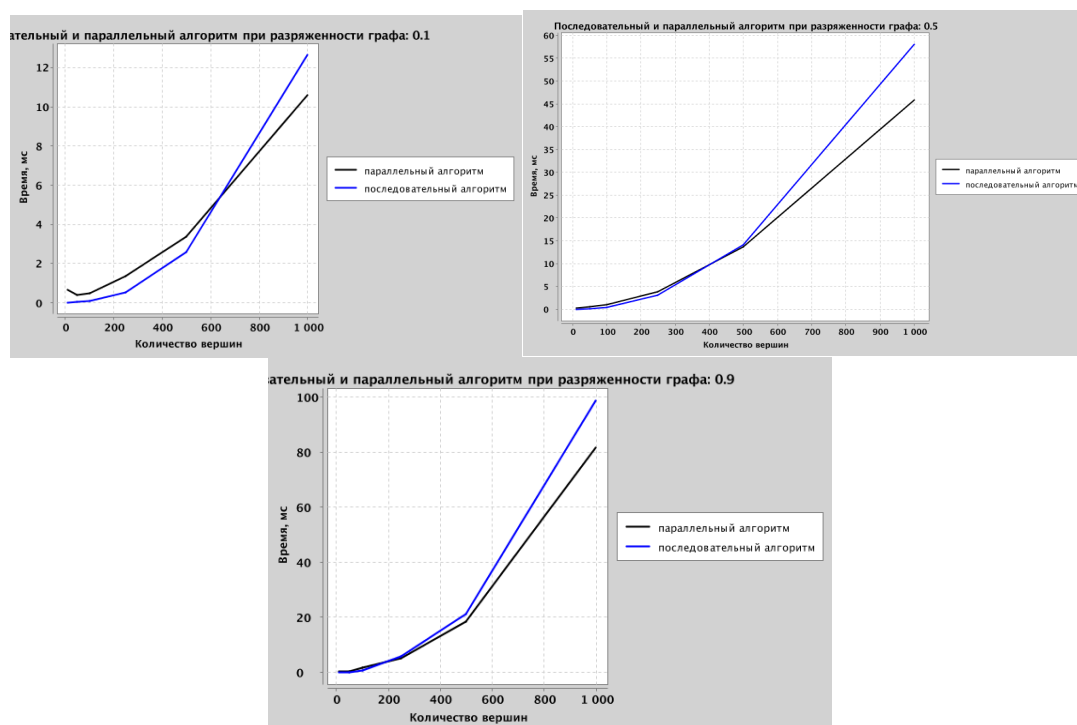 ательный и параллельный алгоритм при разряженности графа: 0.1
Время, мс
12
10
8
6
4
2
0
0 200 400 600 800 1 000
Количество вершин
параллельный алгоритм
последовательный алгоритм
Последовательный и параллельный алгоритм при разряженности графа: 0.5
Время, мс
60
55
50
45
40
35
30
25
20
15
10
5
0
0 100 200 300 400 500 600 700 800 900 1 000
Количество вершин
параллельный алгоритм
последовательный алгоритм
вательный и параллельный алгоритм при разряженности графа: 0.9
Время, мс
100
80
60
40
20
0
0 200 400 600 800 1 000
Количество вершин
параллельный алгоритм
последовательный алгоритм